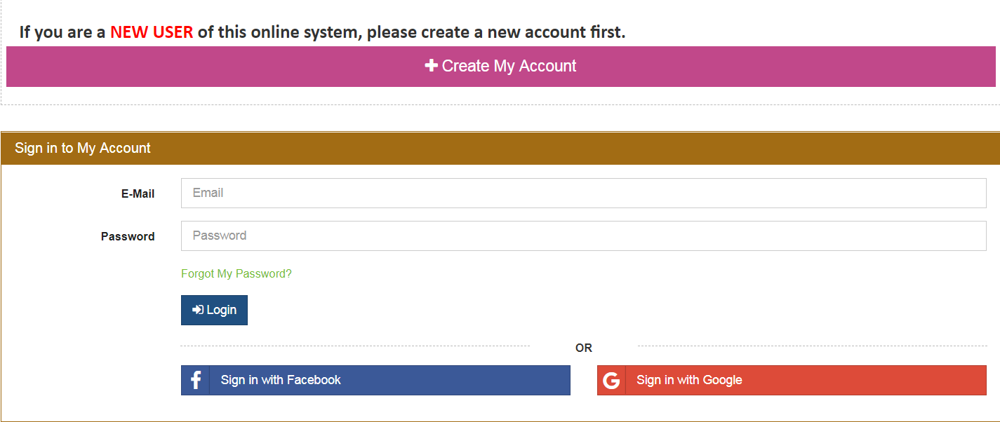 If you are a NEW USER of this online system, please create a new account first.
Create My Account
Sign in to My Account
E-Mail
Email
Password
Password
Forgot My Password?
Login
OR
Sign in with Facebook
Sign in with Google